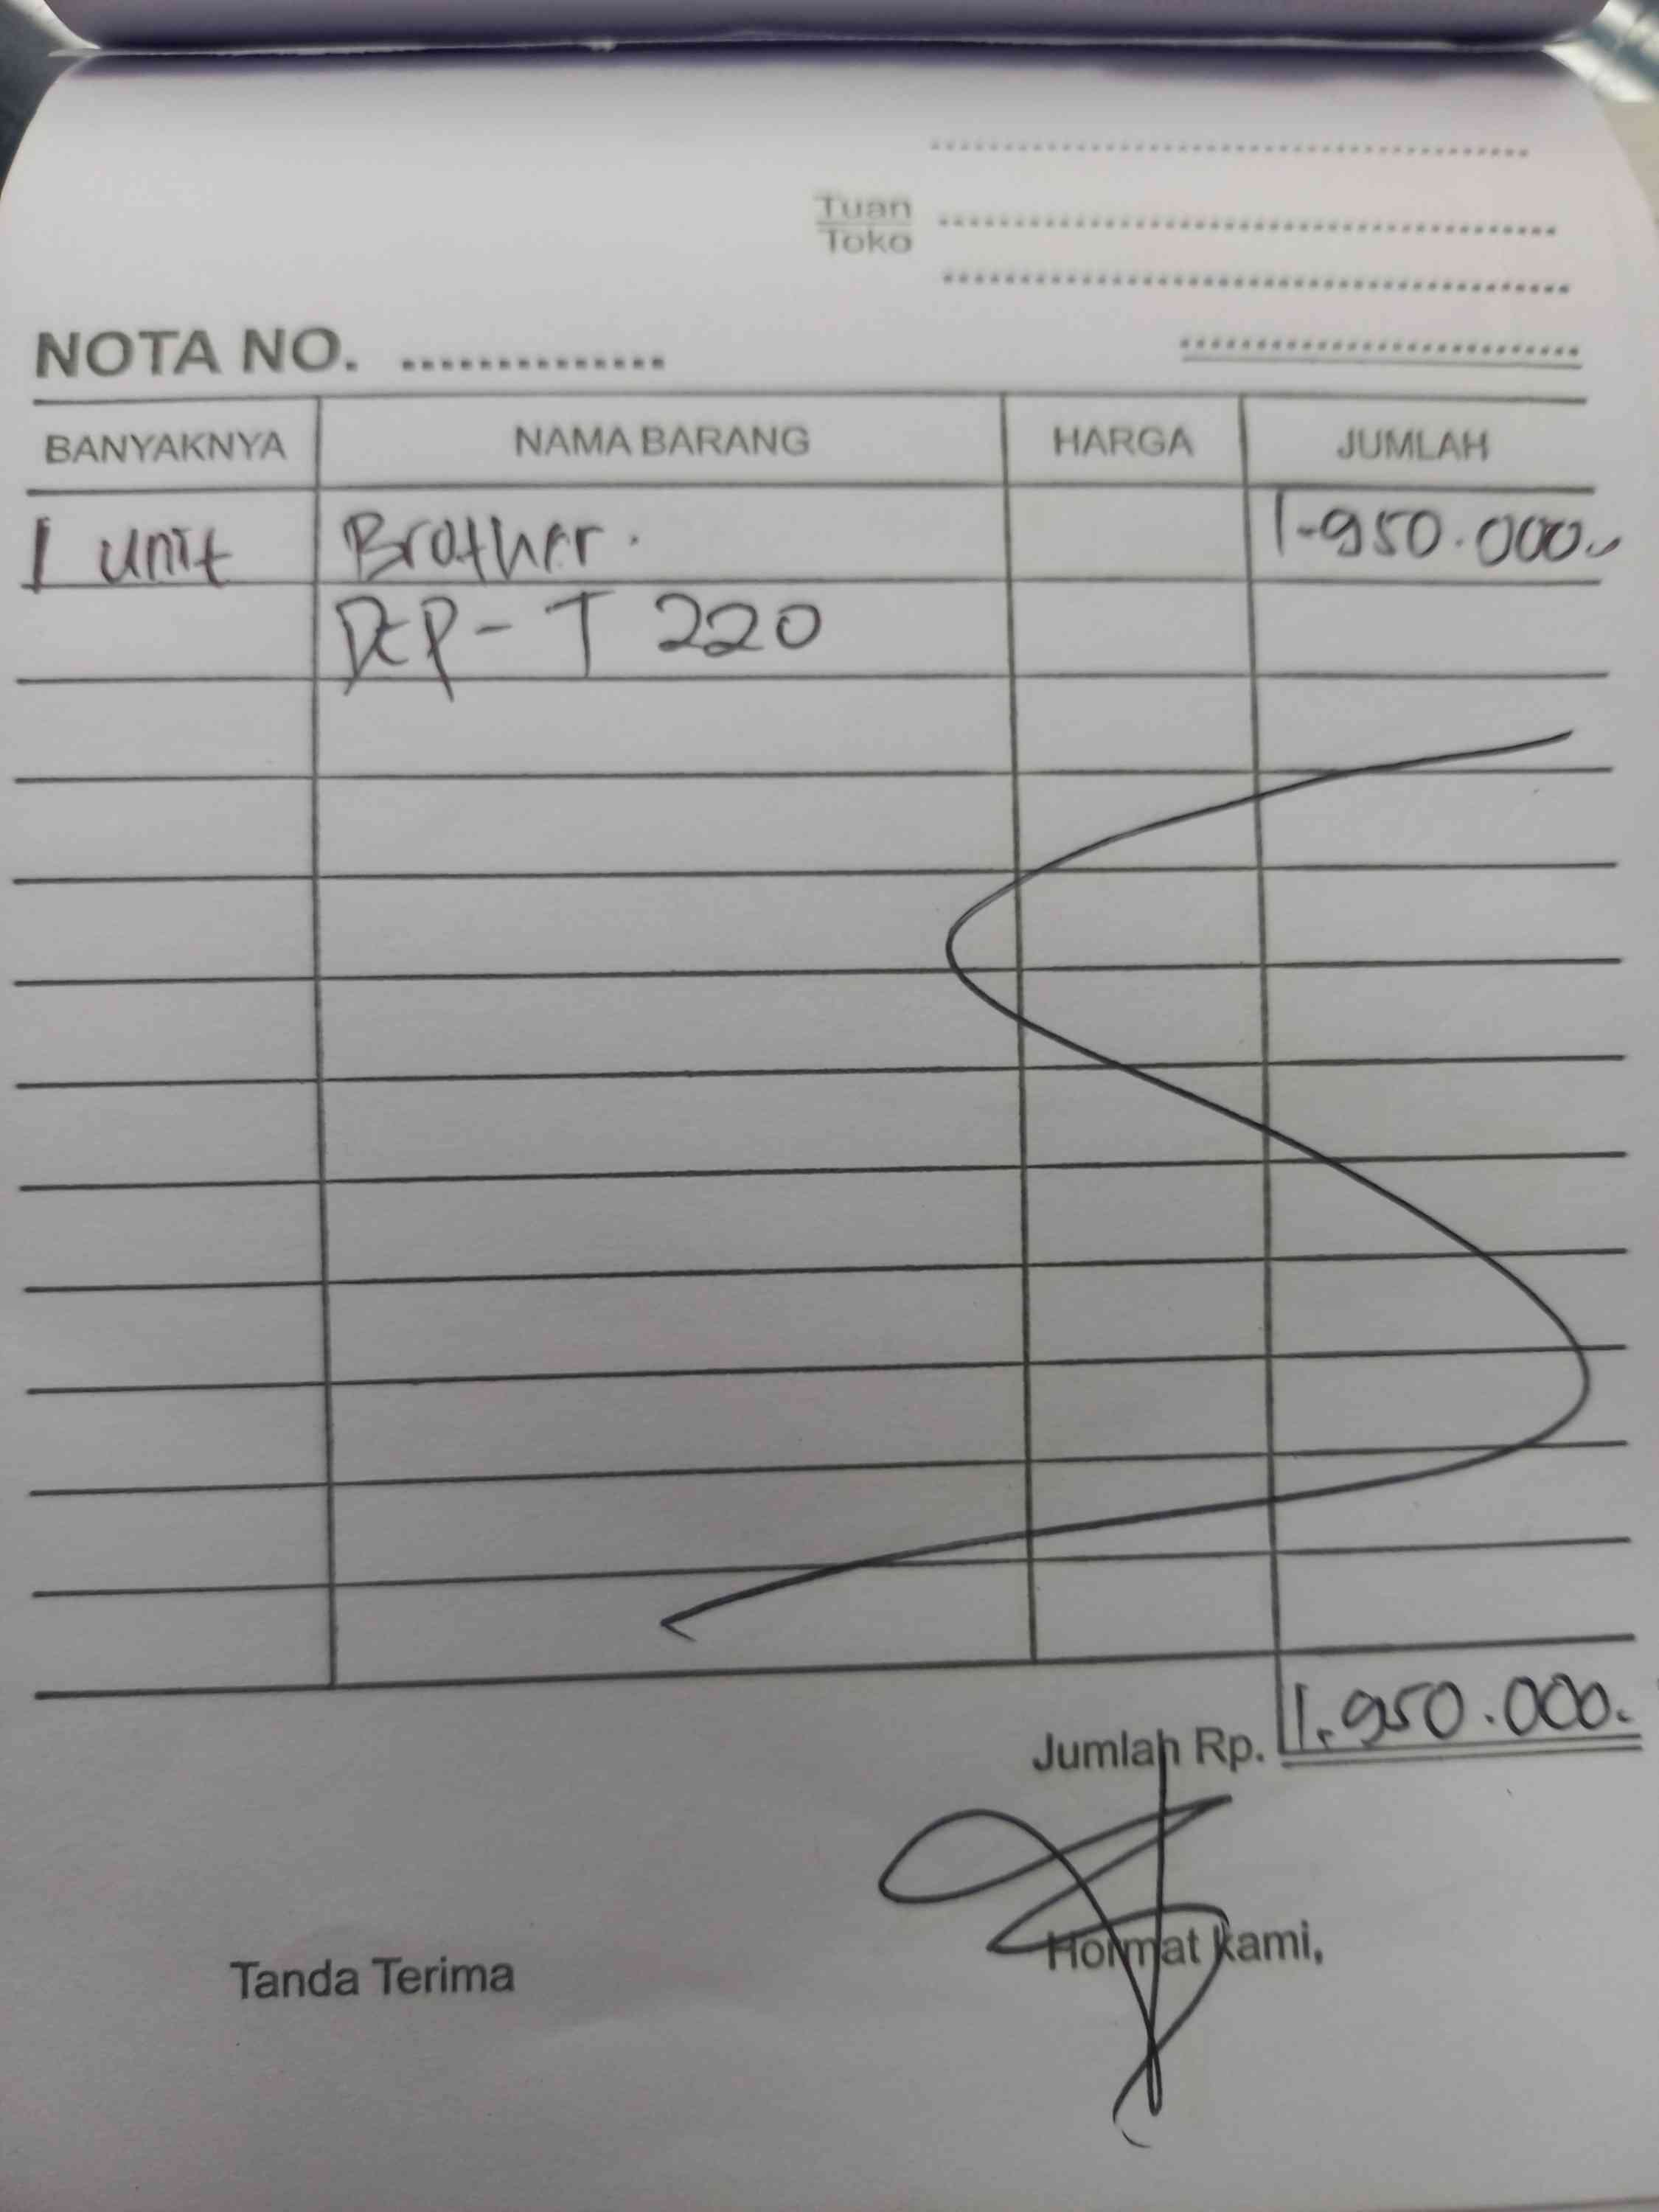 Tuan
Toko
NOTA NO. ..............
BANYAKNYA NAMA BARANG HARGA JUMLAH
1 unit Brother. 1.950.000.-
DCP-T 220
Jumlah Rp. 1.950.000.-
Tanda Terima Hormat kami,